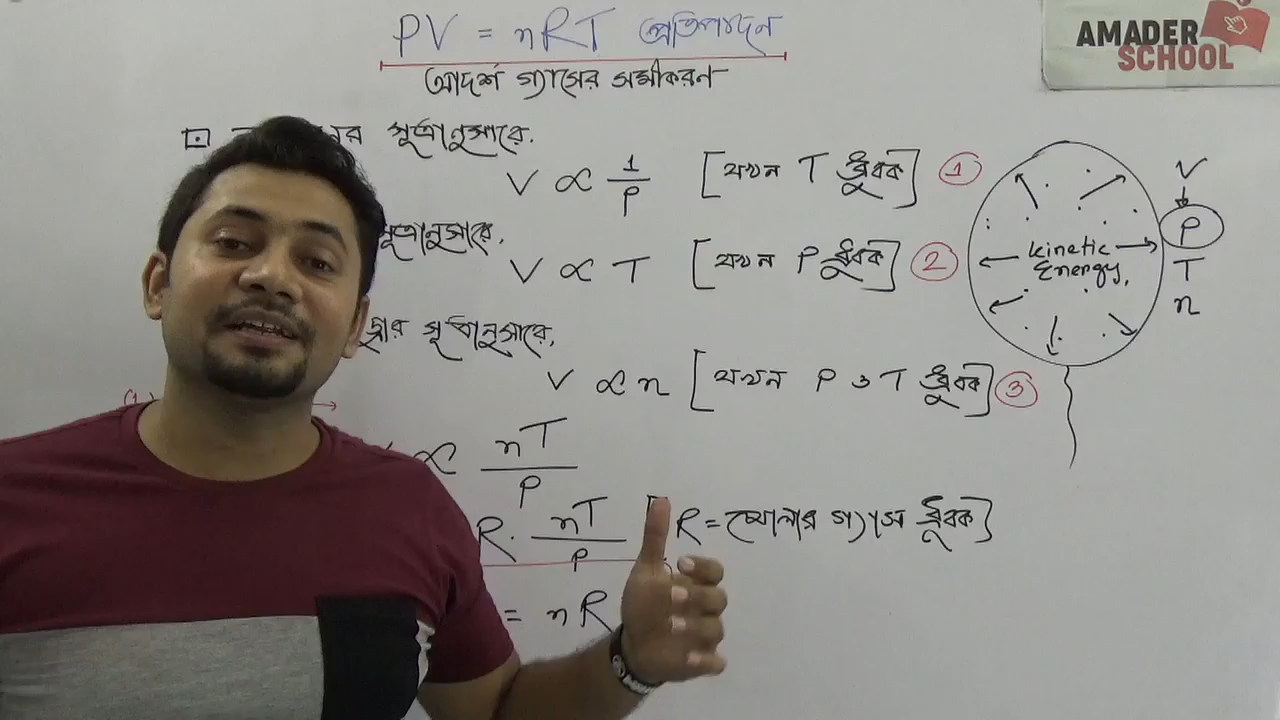 PV = nRT প্রতিপাদন
আদর্শ গ্যাসের সমীকরণ
AMADER
SCHOOL
সূত্রানুসারে,
V ∝ 1/P [যখন T ধ্রুবক] 1
সূত্রানুসারে,
V ∝ T [যখন P ধ্রুবক] 2
সূত্রানুসারে,
V ∝ n [যখন P ও T ধ্রুবক] 3
∝ nT/P
R. nT/P [R = মোলার গ্যাস ধ্রুবক]
= nR
V
P
T
n
kinetic
Energy,